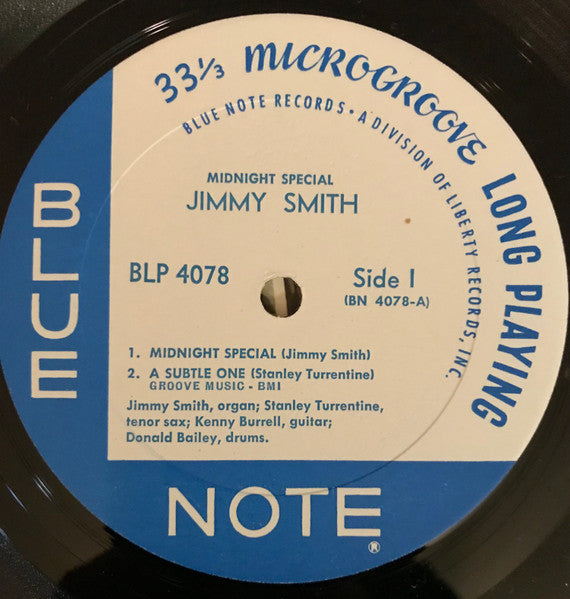 33⅓ MICROGROOVE LONG PLAYING
BLUE NOTE RECORDS • A DIVISION OF LIBERTY RECORDS, INC.
MIDNIGHT SPECIAL
JIMMY SMITH
BLP 4078
Side I
(BN 4078-A)
1. MIDNIGHT SPECIAL (Jimmy Smith)
2. A SUBTLE ONE (Stanley Turrentine)
GROOVE MUSIC - BMI
Jimmy Smith, organ; Stanley Turrentine,
tenor sax; Kenny Burrell, guitar;
Donald Bailey, drums.
BLUE
NOTE®